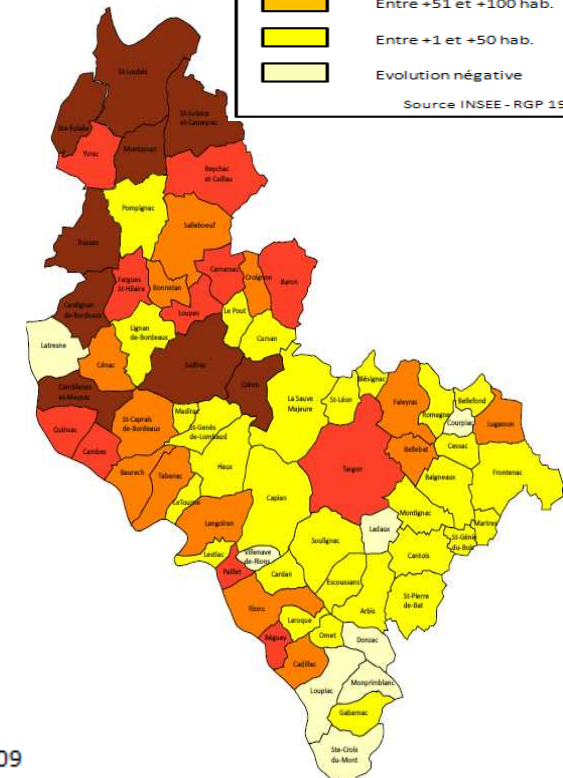 Entre +51 et +100 hab.
Entre +1 et +50 hab.
Evolution négative
Source INSEE - RGP 19
St-Loubès
Ste-Eulalie
St-Sulpice
et-Cameyrac
Montussan
Yvrac
Beychac
et-Caillau
Pompignac
Salleboeuf
Tresses
Camarsac
Croignon
Baron
Fargues
St-Hilaire
Bonnetan
Loupes
Le Pout
Carignan
de-Bordeaux
Lignan
de-Bordeaux
Cursan
Latresne
Cénac
Sadirac
Créon
Camblanes
et-Meynac
La Sauve
Majeure
St-Léon
Blésignac
Faleyras
Romagne
Bellefond
Courpiac
Lugasson
Quinsac
St-Caprais
de-Bordeaux
Madirac
St-Genès
de-Lombaud
Cambes
Targon
Bellebat
Cessac
Frontenac
Baurech
Tabanac
Haux
Baigneaux
Le Tourne
Capian
Montignac
Martres
Langoiran
Soulignac
Ladaux
St-Génis
du-Bois
Cantois
Lestiac
Villenave
de-Rions
Paillet
Cardan
Escoussans
St-Pierre
de-Bat
Rions
Arbis
Laroque
Omet
Béguey
Donzac
Cadillac
Monprimblanc
Loupiac
Gabarnac
Ste-Croix
du-Mont
09